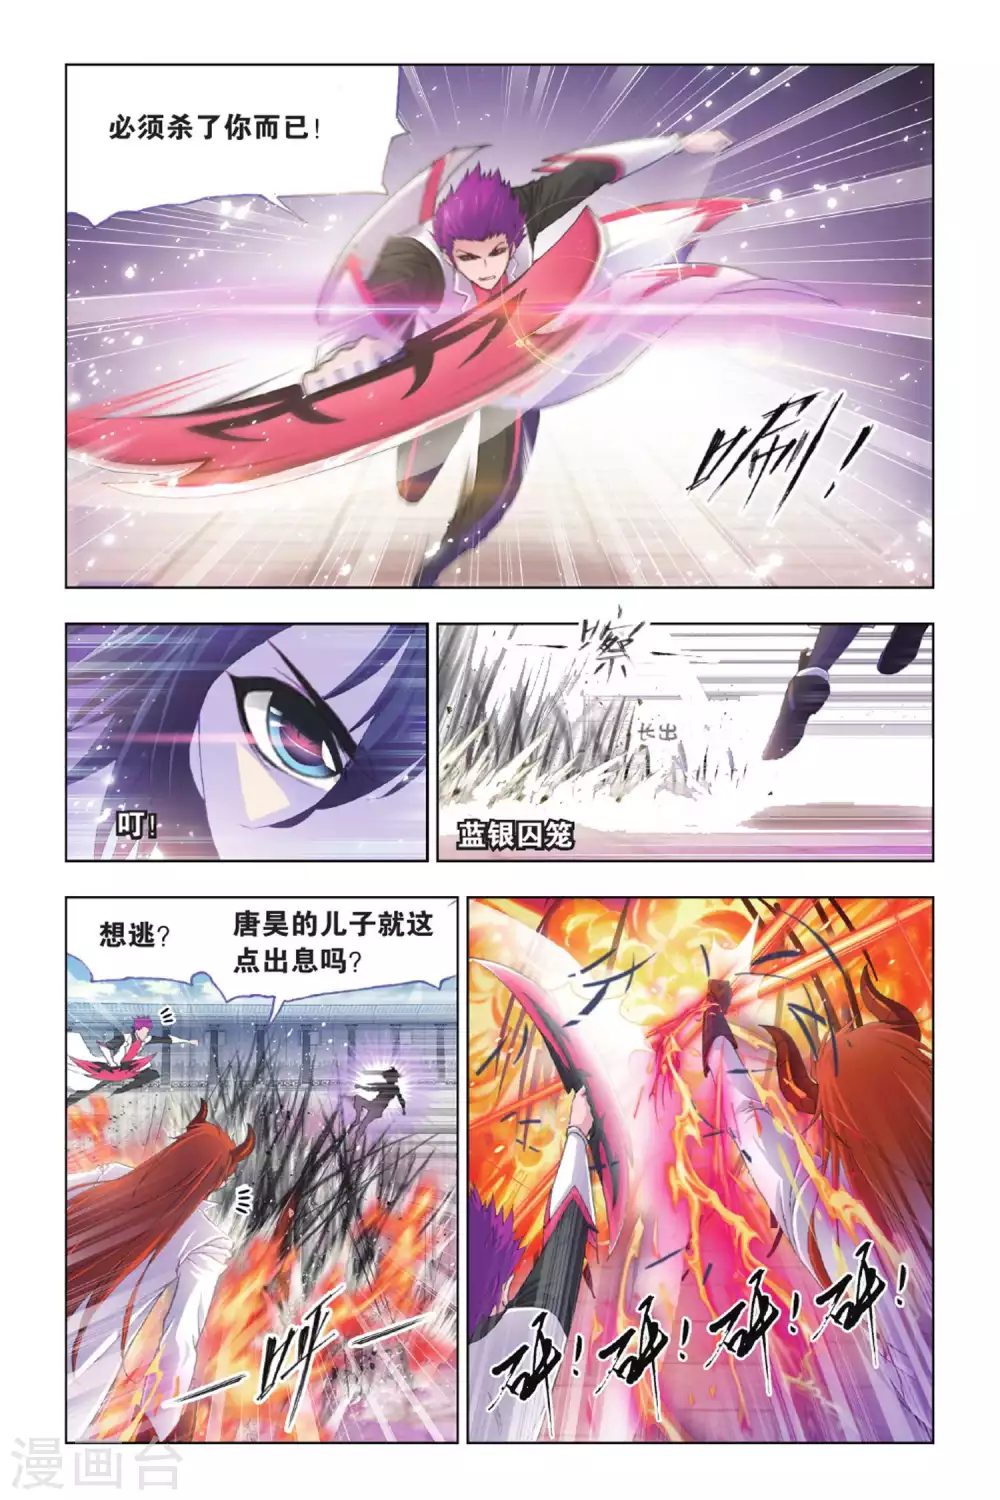 必须杀了你而已!
唰!
叮!
嚓
长出
蓝银囚笼
想逃?
唐昊的儿子就这
点出息吗?
呼
砰! 砰! 砰! 砰!
漫画台